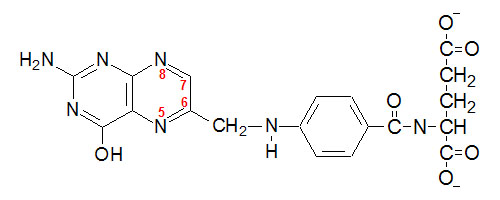 O⁻
C O
H₂N N N
8
CH₂
7
N O CH₂
6
5
N CH₂ N C N CH
H
OH C O
O⁻